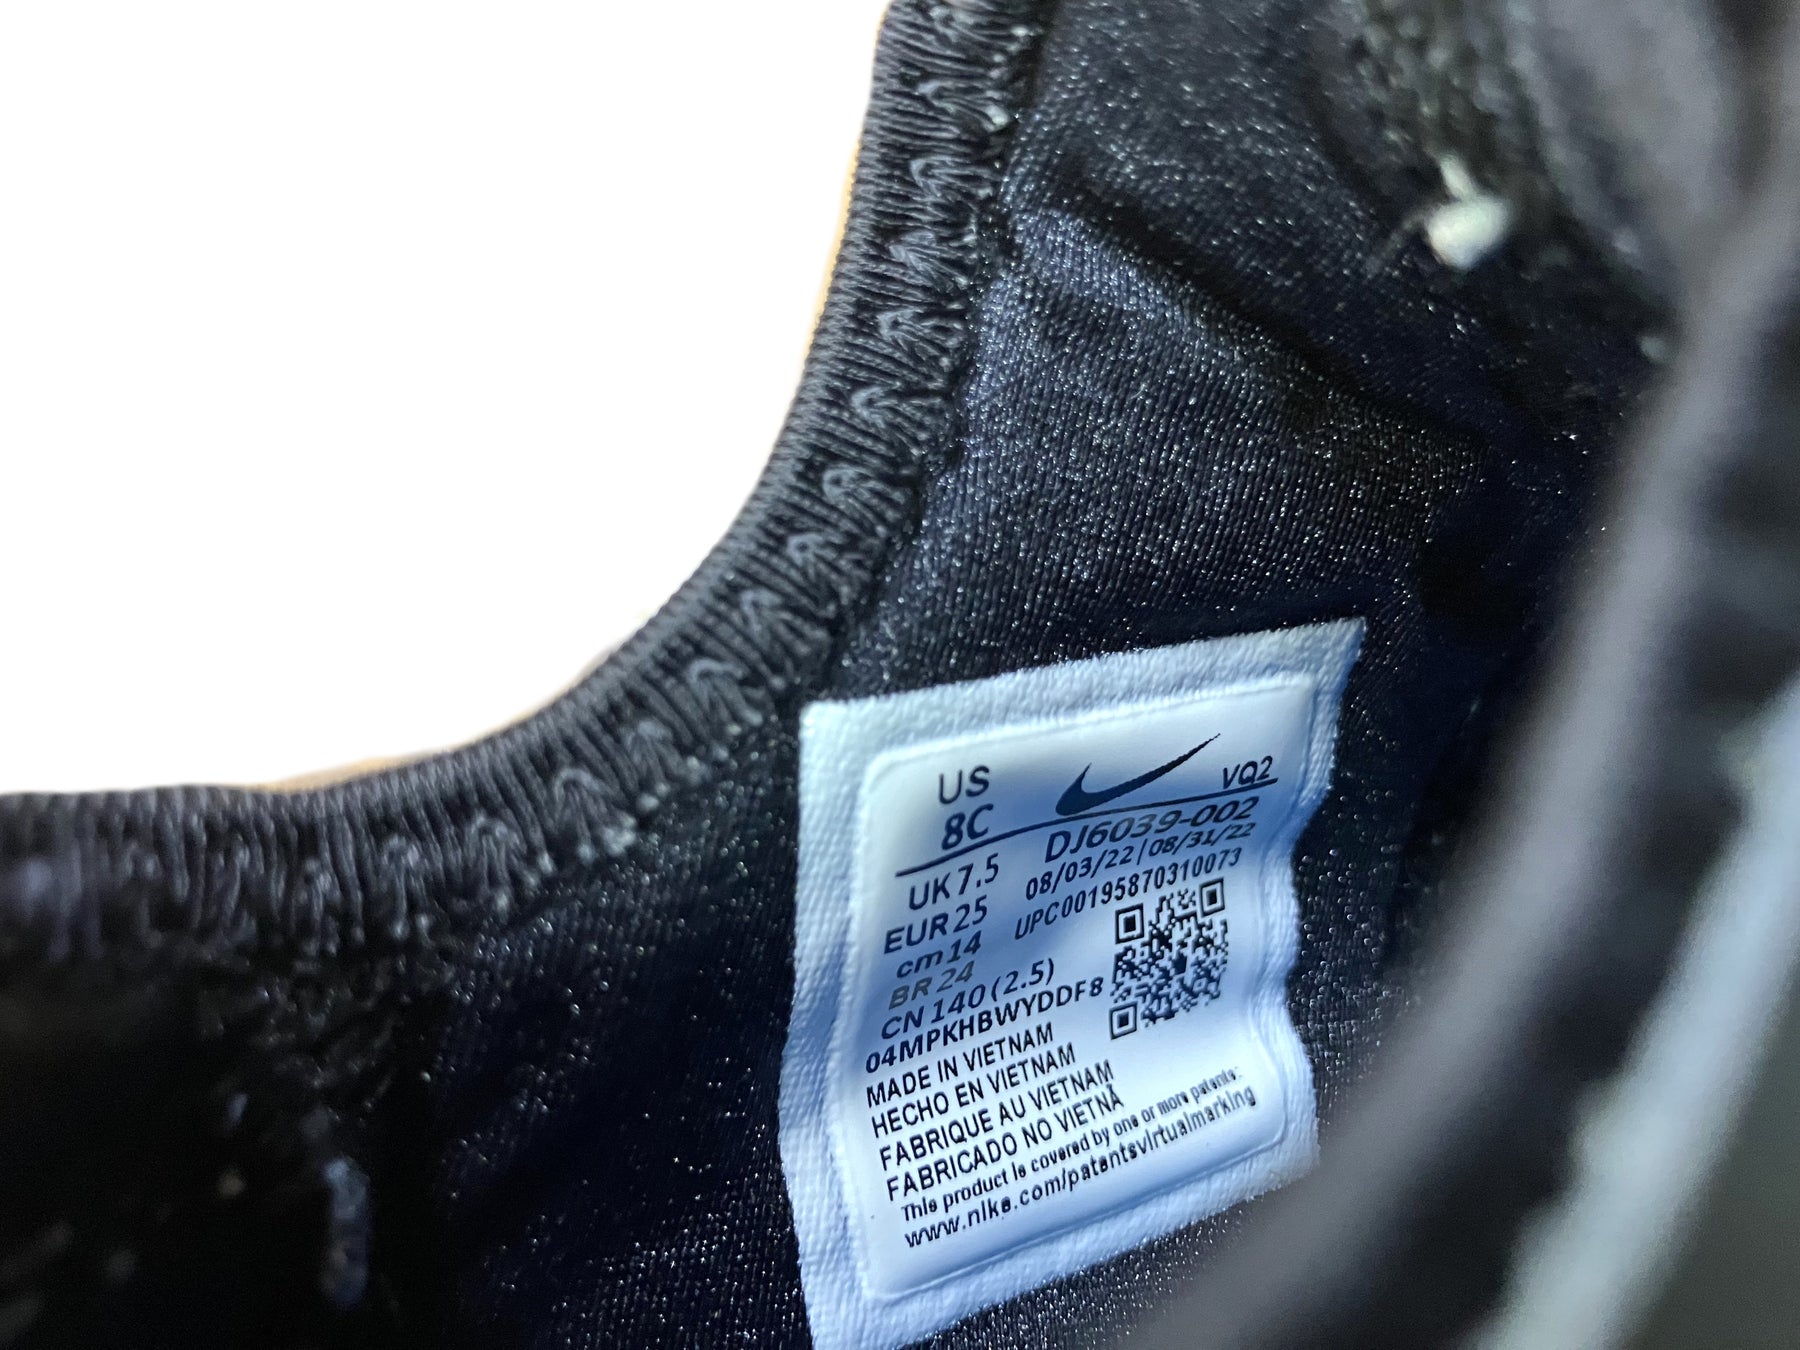 US
8C
VQ2
UK 7.5
DJ6039-002
EUR 25
08/03/22|08/31/22
cm 14
UPC00195870310073
BR 24
CN 140 (2.5)
04MPKHBWYDDF8
MADE IN VIETNAM
HECHO EN VIETNAM
FABRIQUE AU VIETNAM
FABRICADO NO VIETNÃ
This product is covered by one or more patents:
www.nike.com/patentsvirtualmarking